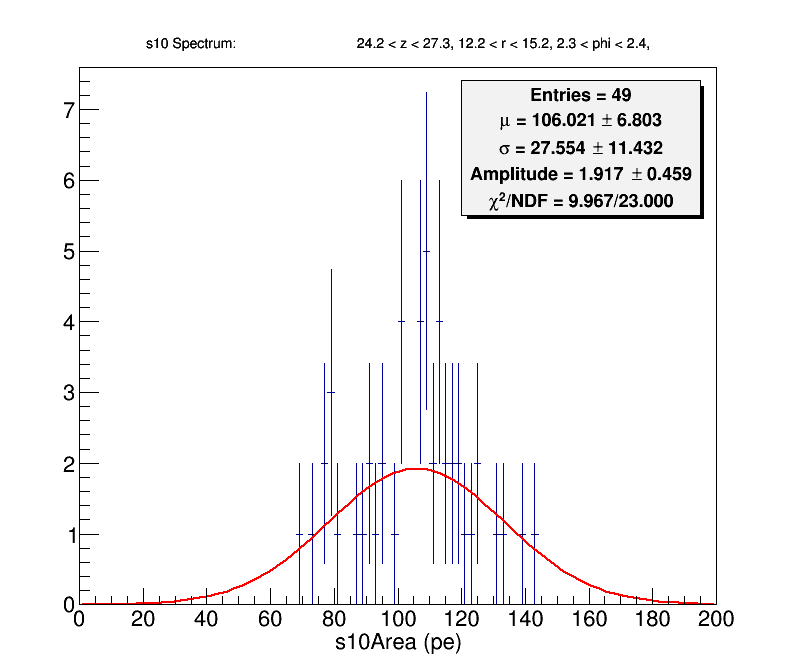 s10 Spectrum: 24.2 < z < 27.3, 12.2 < r < 15.2, 2.3 < phi < 2.4,
Entries = 49
μ = 106.021 ± 6.803
σ = 27.554 ± 11.432
Amplitude = 1.917 ± 0.459
χ²/NDF = 9.967/23.000
7
6
5
4
3
2
1
0
0 20 40 60 80 100 120 140 160 180 200
s10Area (pe)